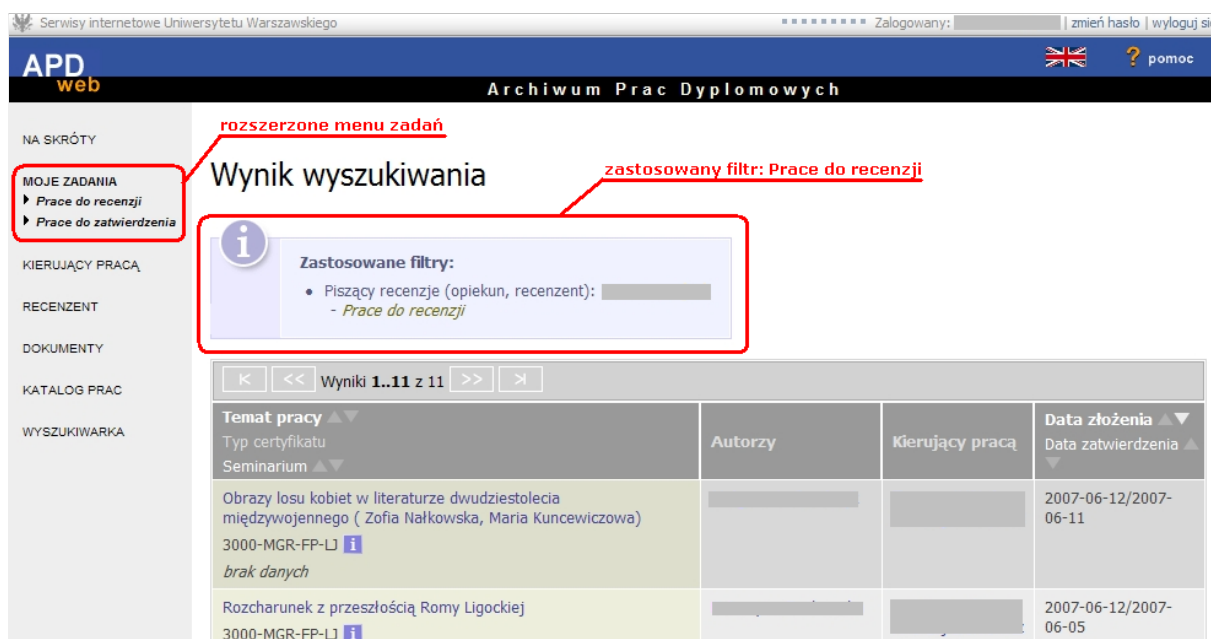 Serwisy internetowe Uniwersytetu Warszawskiego
Zalogowany: | zmień hasło | wyloguj si
APD
web
? pomoc
Archiwum Prac Dyplomowych
NA SKRÓTY
MOJE ZADANIA
Prace do recenzji
Prace do zatwierdzenia
KIERUJĄCY PRACĄ
RECENZENT
DOKUMENTY
KATALOG PRAC
WYSZUKIWARKA
rozszerzone menu zadań
Wynik wyszukiwania
zastosowany filtr: Prace do recenzji
i
Zastosowane filtry:
• Piszący recenzje (opiekun, recenzent):
- Prace do recenzji
K << Wyniki 1..11 z 11 >> >|
Temat pracy
Typ certyfikatu
Seminarium
Autorzy
Kierujący pracą
Data złożenia
Data zatwierdzenia
Obrazy losu kobiet w literaturze dwudziestolecia
międzywojennego ( Zofia Nałkowska, Maria Kuncewiczowa)
3000-MGR-FP-LJ i
brak danych
2007-06-12/2007-
06-11
Rozcharunek z przeszłością Romy Ligockiej
3000-MGR-FP-LJ i
2007-06-12/2007-
06-05